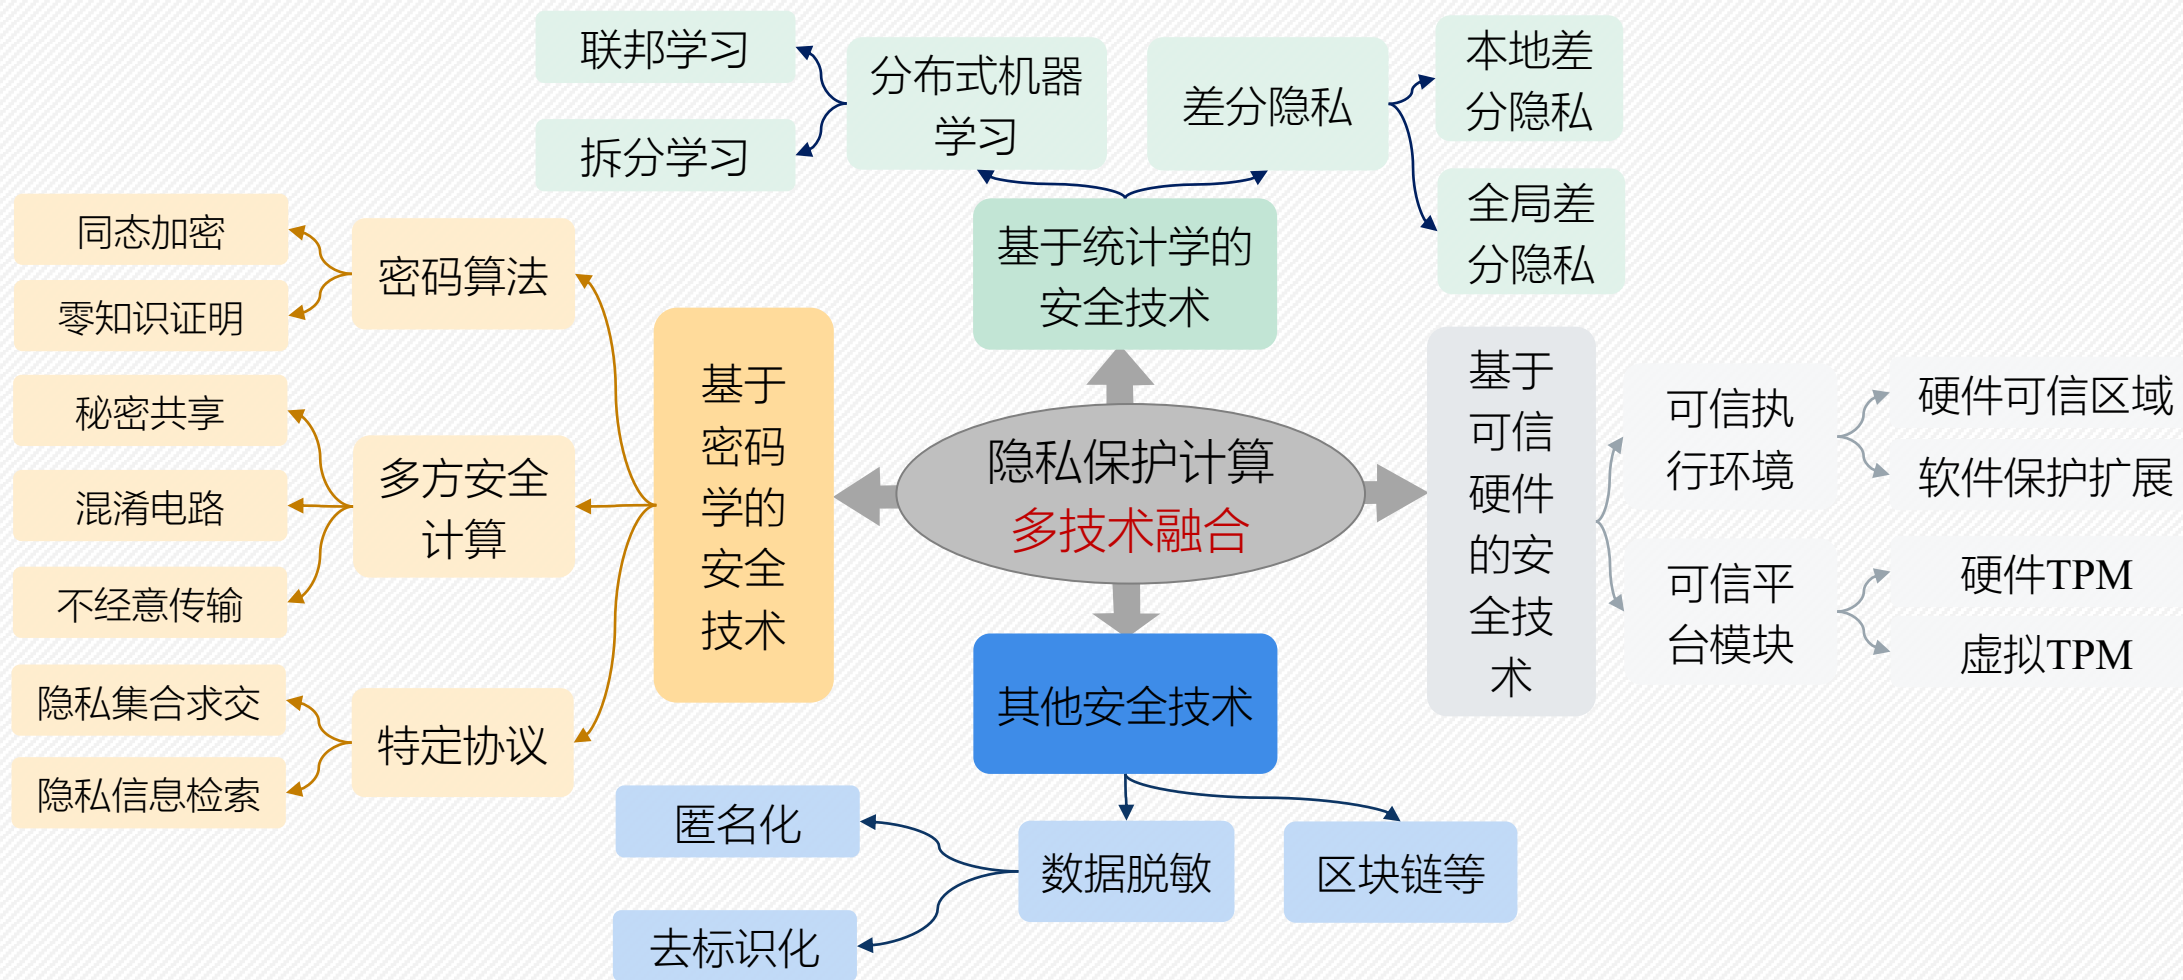 联邦学习
拆分学习
分布式机器
学习
差分隐私
本地差
分隐私
全局差
分隐私
基于统计学的
安全技术
同态加密
零知识证明
密码算法
秘密共享
混淆电路
不经意传输
多方安全
计算
隐私集合求交
隐私信息检索
特定协议
基于
密码
学的
安全
技术
隐私保护计算
多技术融合
基于
可信
硬件
的安
全技
术
可信执
行环境
硬件可信区域
软件保护扩展
可信平
台模块
硬件TPM
虚拟TPM
其他安全技术
匿名化
去标识化
数据脱敏
区块链等